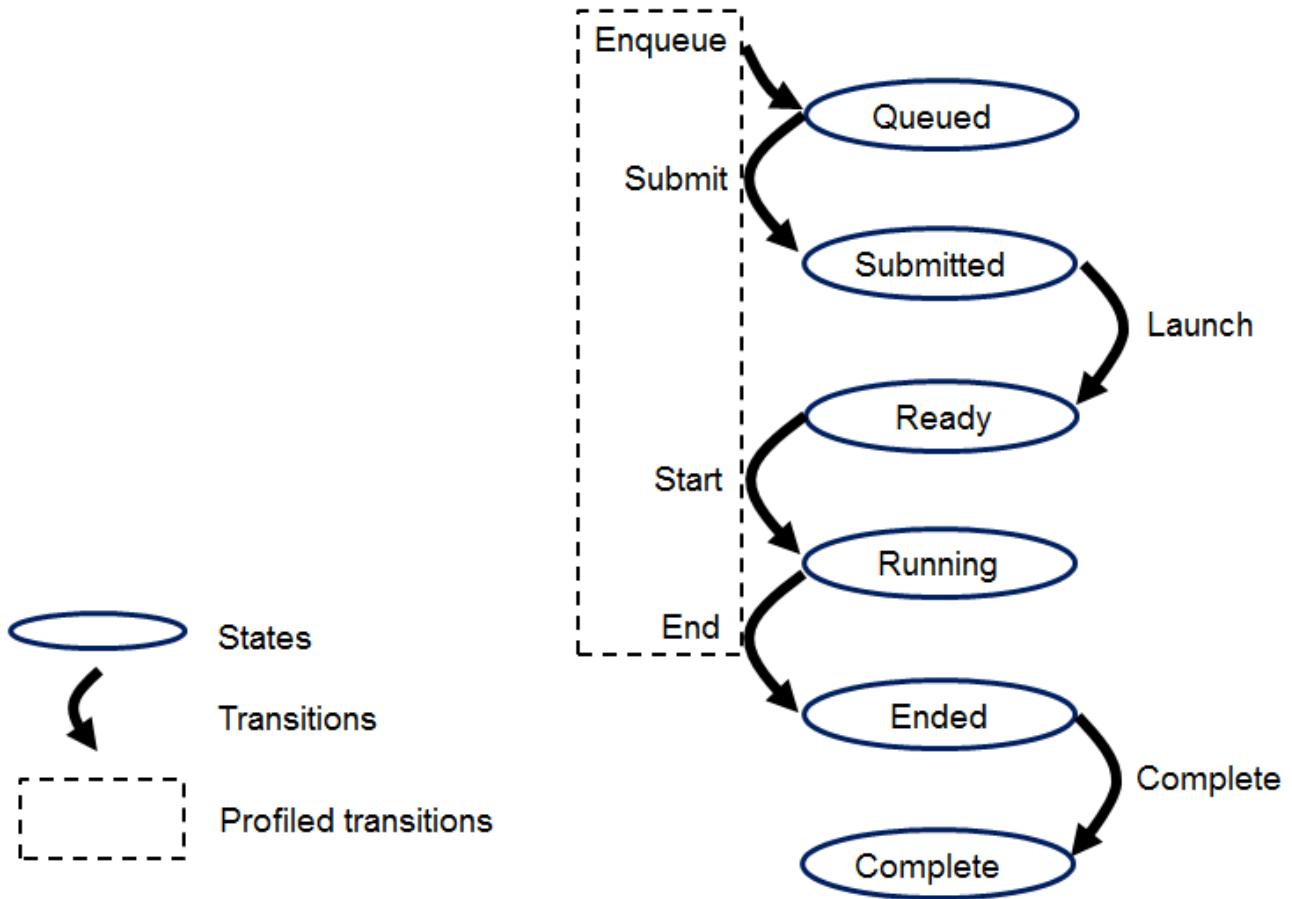 Enqueue
Queued
Submit
Submitted
Launch
Ready
Start
Running
End
States
Ended
Transitions
Complete
Profiled transitions
Complete